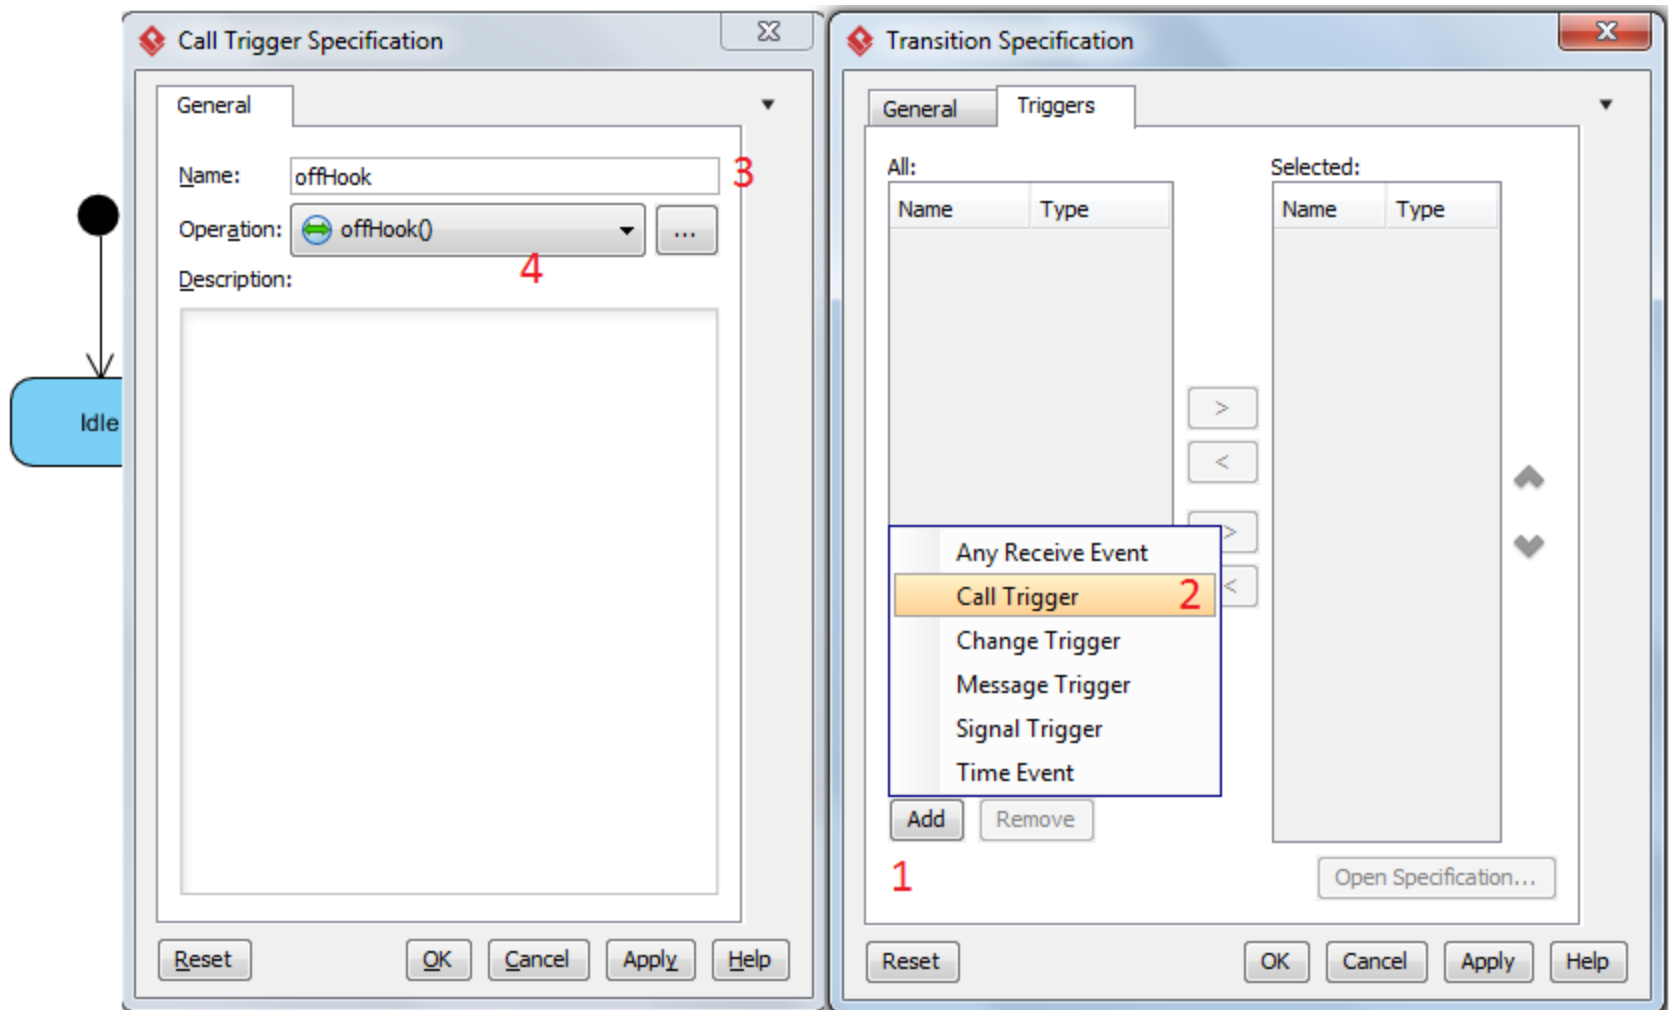 Call Trigger Specification
General
Name: offHook 3
Operation: offHook() ...
4
Description:
Idle
Reset OK Cancel Apply Help
Transition Specification
General Triggers
All: Selected:
Name Type Name Type
>
<
>
<
Any Receive Event
Call Trigger 2
Change Trigger
Message Trigger
Signal Trigger
Time Event
Add Remove
1
Open Specification...
Reset OK Cancel Apply Help